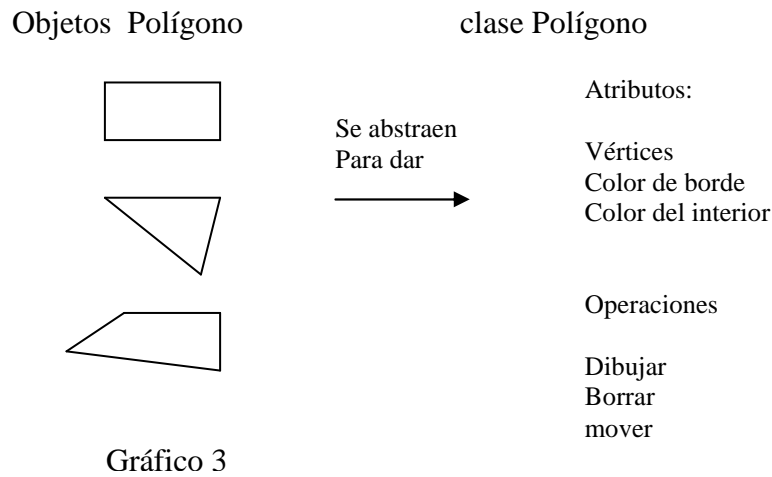 Objetos Polígono
clase Polígono
Se abstraen
Para dar
Atributos:
Vértices
Color de borde
Color del interior
Operaciones
Dibujar
Borrar
mover
Gráfico 3